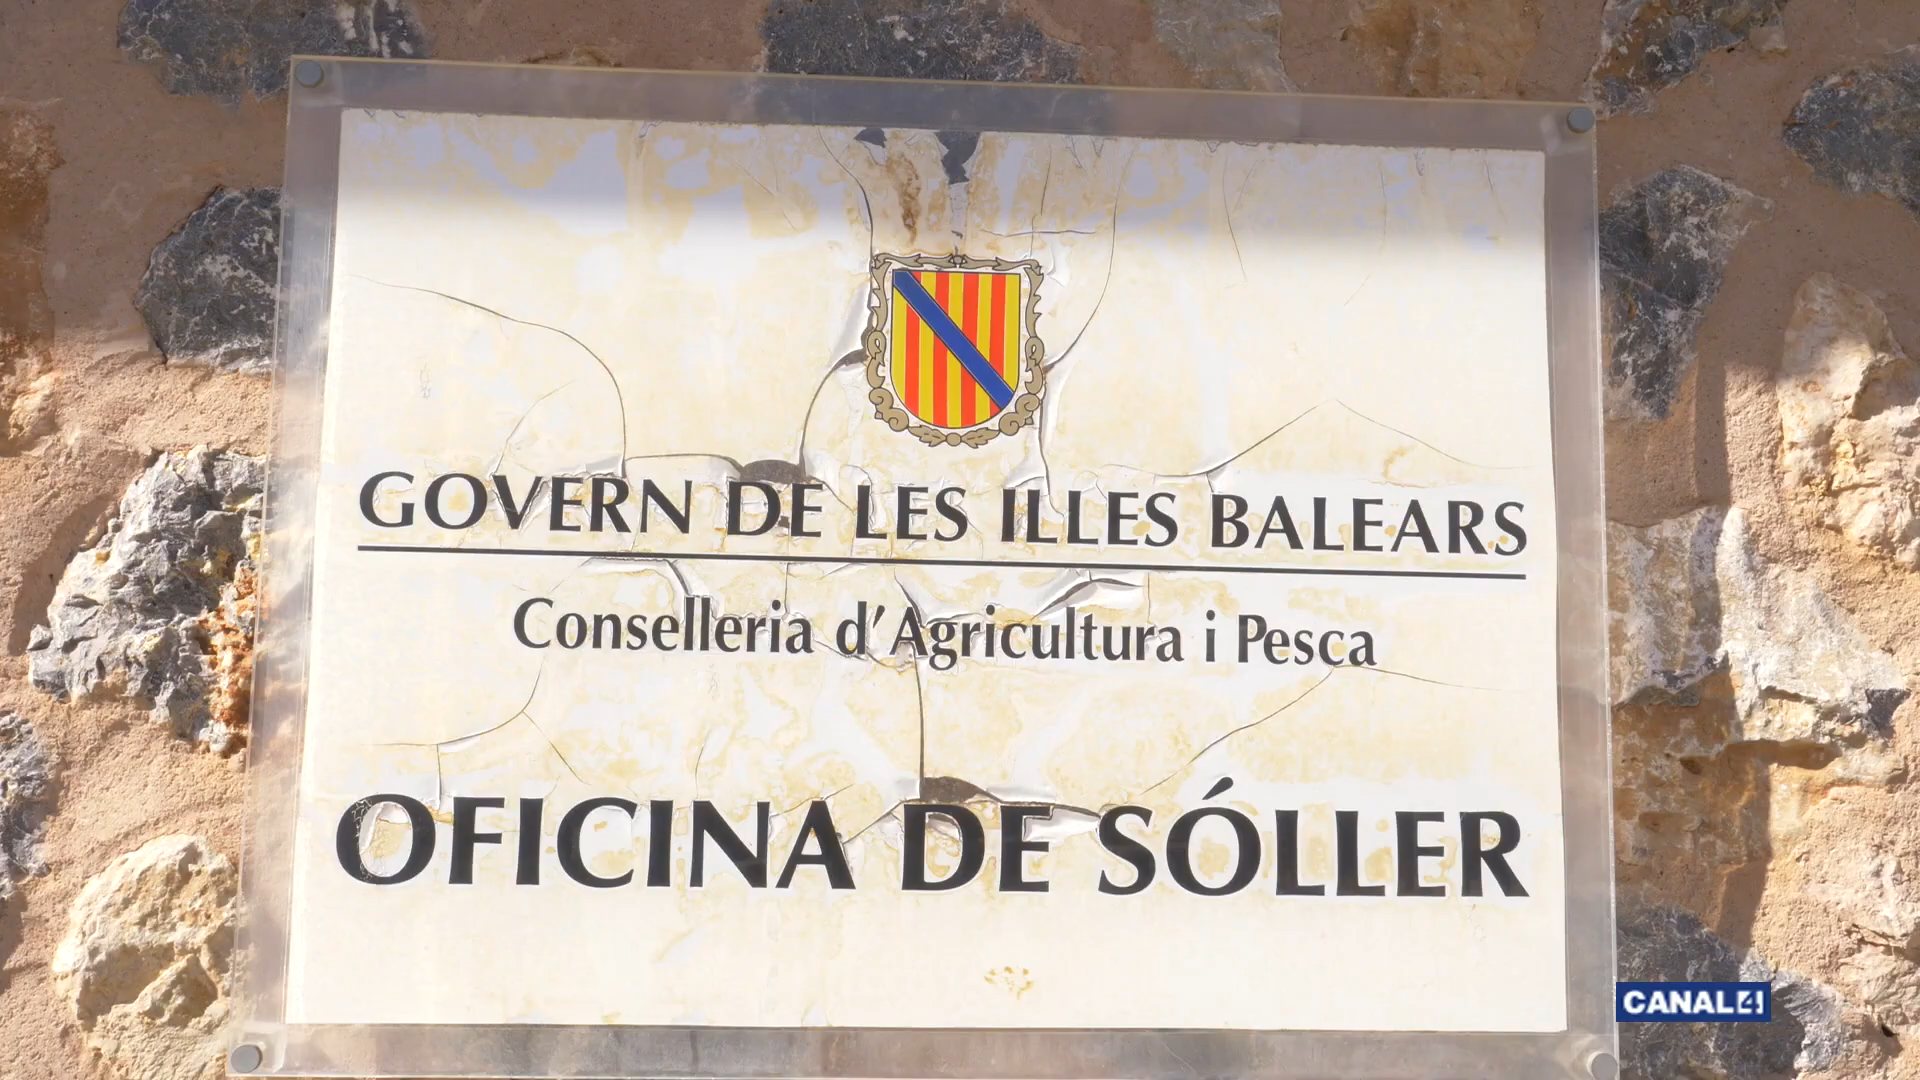 GOVERN DE LES ILLES BALEARS
Conselleria d'Agricultura i Pesca
OFICINA DE SÓLLER
CANAL4